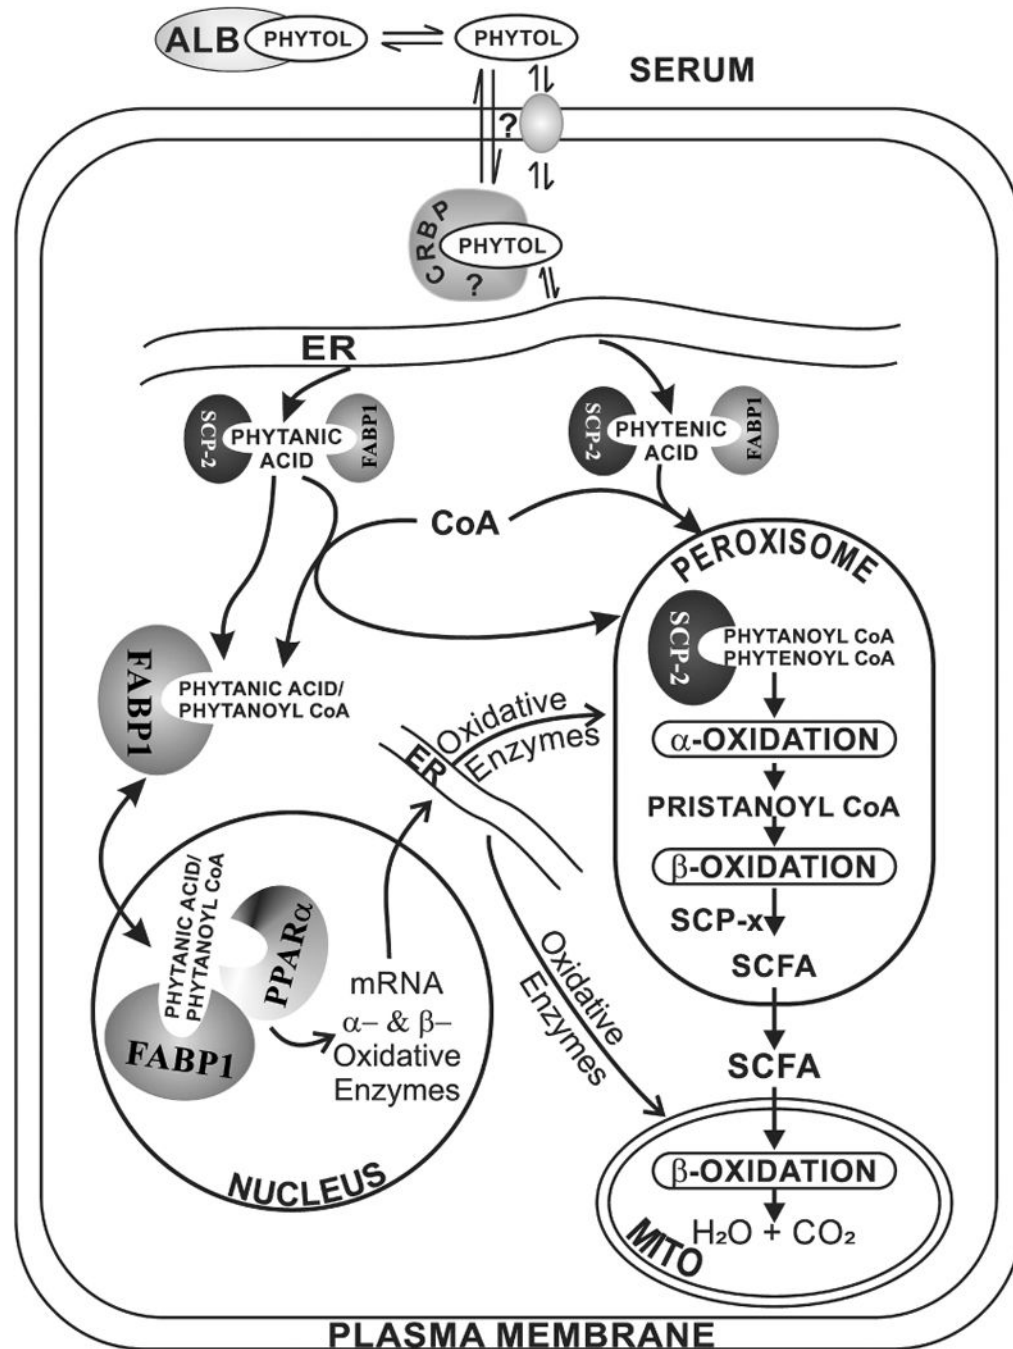 ALB PHYTOL
PHYTOL
SERUM
?
CRBP
PHYTOL
?
ER
SCP-2
PHYTANIC
ACID
FABP1
SCP-2
PHYTENIC
ACID
FABP1
CoA
PEROXISOME
SCP-2
PHYTANOYL CoA
PHYTENOYL CoA
α-OXIDATION
PRISTANOYL CoA
β-OXIDATION
SCP-x
SCFA
FABP1
PHYTANIC ACID/
PHYTANOYL CoA
ER
Oxidative
Enzymes
PHYTANIC ACID/
PHYTANOYL CoA
PPARα
FABP1
mRNA
α– & β–
Oxidative
Enzymes
NUCLEUS
Oxidative
Enzymes
SCFA
β-OXIDATION
H₂O + CO₂
MITO
PLASMA MEMBRANE